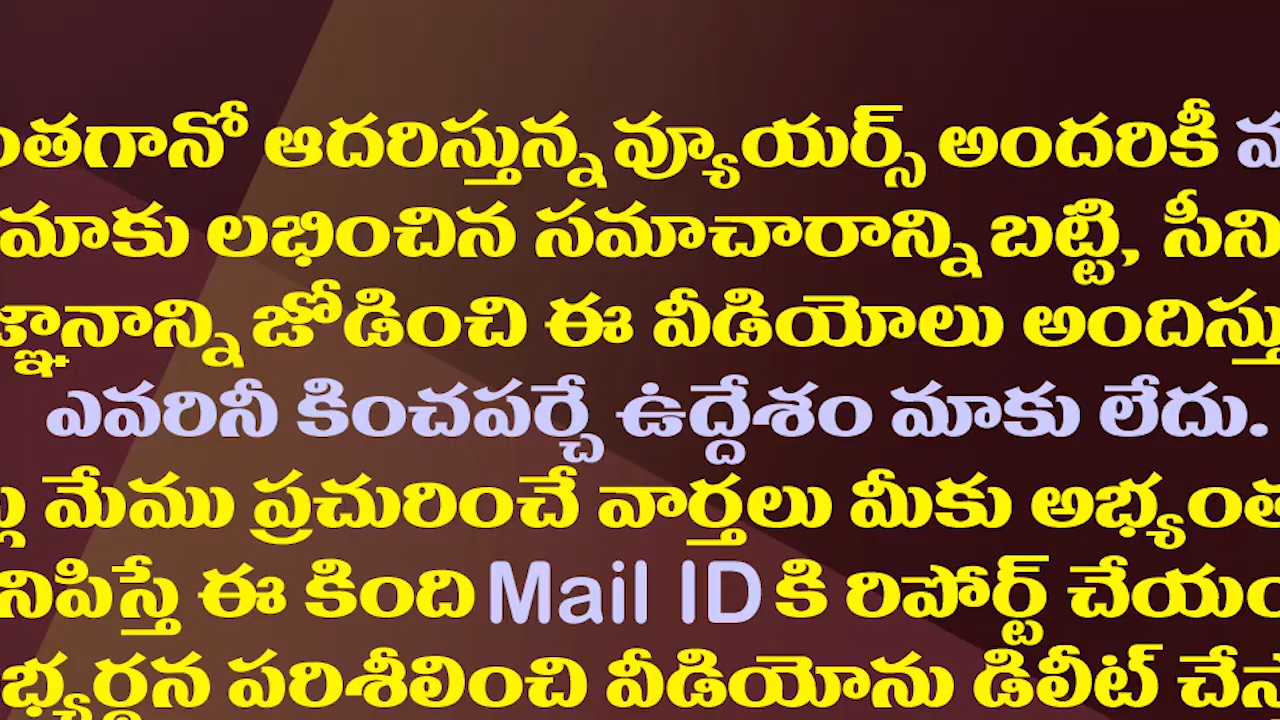 ఆదరిస్తున్న వ్యూయర్స్ అందరికీ
మాకు లభించిన సమాచారాన్ని బట్టి,
జోడించి ఈ వీడియోలు
ఎవరినీ కించపర్చే ఉద్దేశం మాకు లేదు.
మేము ప్రచురించే వార్తలు మీకు
ఈ కింది Mail ID కి రిపోర్ట్
పరిశీలించి వీడియోను డిలీట్